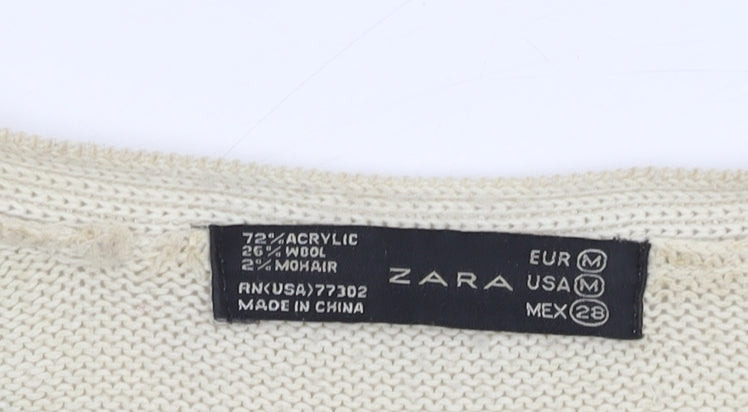 72% ACRYLIC
26% WOOL
2% MOHAIR
RN(USA)77302
MADE IN CHINA
ZARA
EUR M
USA M
MEX 28